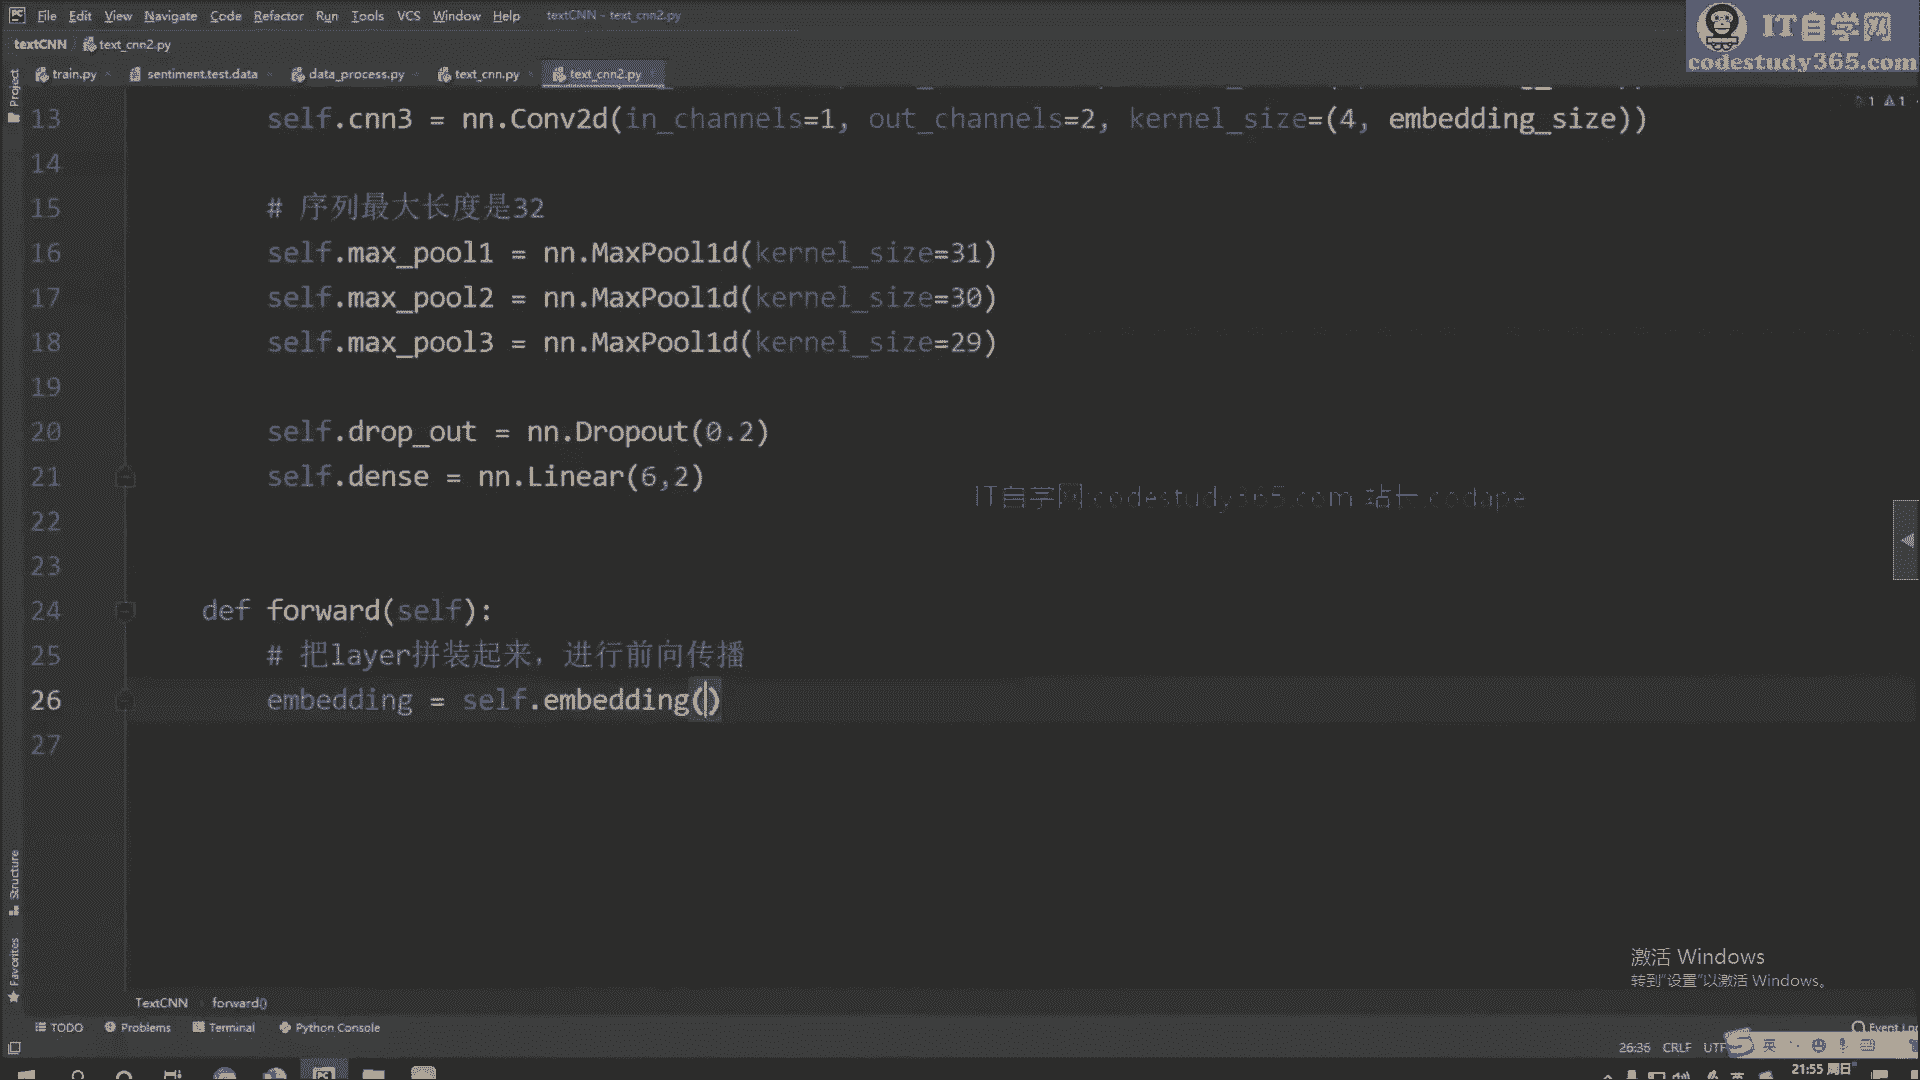 File Edit View Navigate Code Refactor Run Tools VCS Window Help textCNN - text_cnn2.py
IT自学网
codestudy365.com
textCNN text_cnn2.py
train.py sentiment.test.data data_process.py text_cnn.py text_cnn2.py
Project
1 1
13 self.cnn3 = nn.Conv2d(in_channels=1, out_channels=2, kernel_size=(4, embedding_size))
14
15 # 序列最大长度是32
16 self.max_pool1 = nn.MaxPool1d(kernel_size=31)
17 self.max_pool2 = nn.MaxPool1d(kernel_size=30)
18 self.max_pool3 = nn.MaxPool1d(kernel_size=29)
19
20 self.drop_out = nn.Dropout(0.2)
21 self.dense = nn.Linear(6,2)
IT自学网:codestudy365.com 站长:codape
22
23
24 def forward(self):
25 # 把layer拼装起来，进行前向传播
26 embedding = self.embedding()
27
Structure
Favorites
激活 Windows
转到"设置"以激活 Windows。
TextCNN forward()
TODO Problems Terminal Python Console Event Log
26:36 CRLF UTF 英
21:55 周日